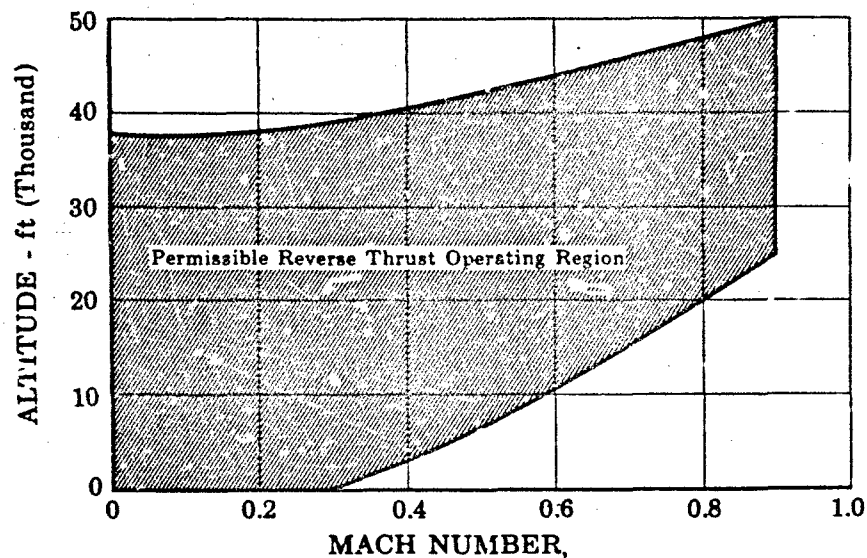 50
40
30
20
10
0
ALTITUDE - ft (Thousand)
Permissible Reverse Thrust Operating Region
0 0.2 0.4 0.6 0.8 1.0
MACH NUMBER,